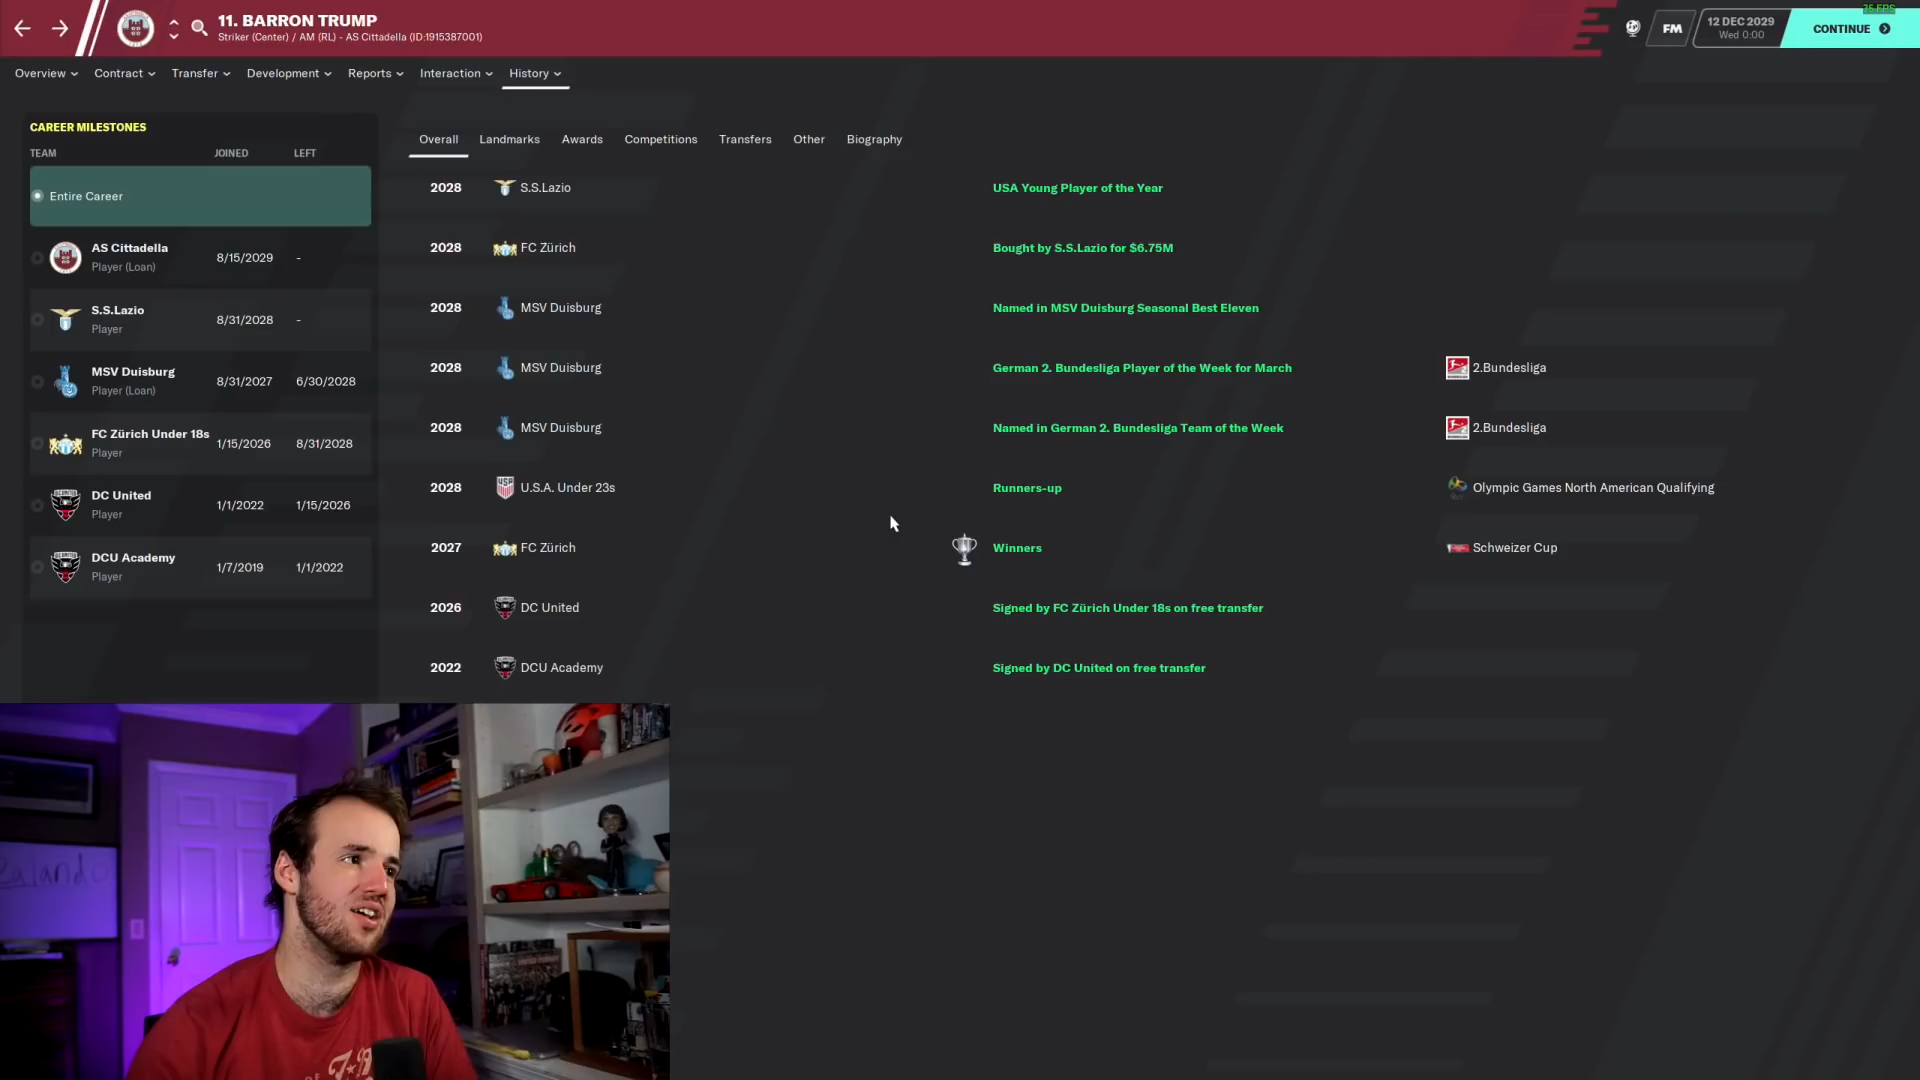 25 FPS
11. BARRON TRUMP
Striker (Center) / AM (RL) - AS Cittadella (ID:1915387001)
FM
12 DEC 2029
Wed 0:00
CONTINUE
Overview Contract Transfer Development Reports Interaction History
CAREER MILESTONES
TEAM JOINED LEFT
Entire Career
AS Cittadella
Player (Loan)
8/15/2029 -
S.S.Lazio
Player
8/31/2028 -
MSV Duisburg
Player (Loan)
8/31/2027 6/30/2028
FC Zürich Under 18s
Player
1/15/2026 8/31/2028
DC United
Player
1/1/2022 1/15/2026
DCU Academy
Player
1/7/2019 1/1/2022
Overall Landmarks Awards Competitions Transfers Other Biography
2028 S.S.Lazio USA Young Player of the Year
2028 FC Zürich Bought by S.S.Lazio for $6.75M
2028 MSV Duisburg Named in MSV Duisburg Seasonal Best Eleven
2028 MSV Duisburg German 2. Bundesliga Player of the Week for March 2.Bundesliga
2028 MSV Duisburg Named in German 2. Bundesliga Team of the Week 2.Bundesliga
2028 U.S.A. Under 23s Runners-up Olympic Games North American Qualifying
2027 FC Zürich Winners Schweizer Cup
2026 DC United Signed by FC Zürich Under 18s on free transfer
2022 DCU Academy Signed by DC United on free transfer